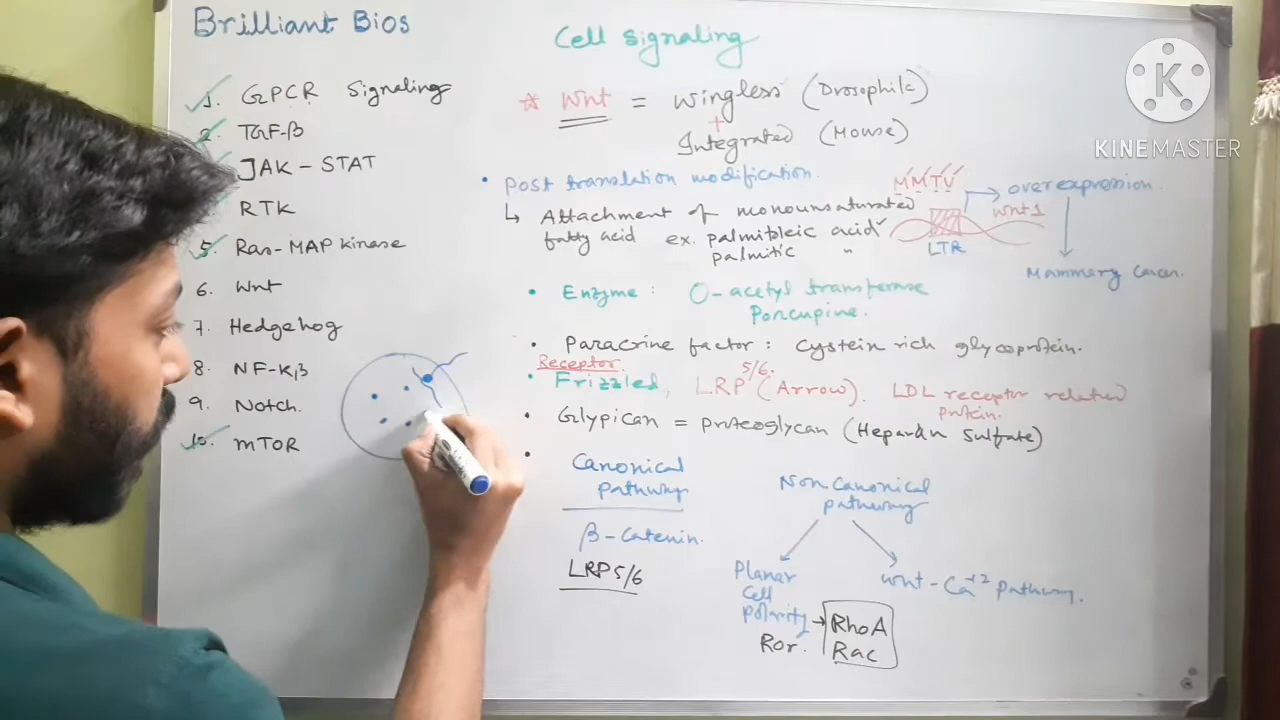 Brilliant Bios
Cell Signaling
1. GPCR Signaling
2. TGF-β
JAK - STAT
RTK
5. Ras-MAP kinase
6. Wnt
7. Hedgehog
8. NF-κβ
9. Notch.
10. mTOR
* Wnt = wingless (Drosophila)
+
Integrated (Mouse)
• Post translation modification.
↳ Attachment of monounsaturated
fatty acid ex. palmitoleic acid
palmitic "
MMTV
overexpression.
Wnt1
LTR
Mammery Cancer.
• Enzyme : O-acetyl transferase
Porcupine.
• Paracrine factor : cystein rich glycoprotein.
Receptor
• Frizzled, LRP 5/6. (Arrow). LDL receptor related
protein.
• Glypican = proteoglycan (Heparan sulfate)
•
Canonical
pathway
β-catenin.
LRP5/6
Non Canonical
pathway
Planar
Cell
polarity → RhoA
Ror. Rac
Wnt - Ca+2 pathway.
K
KINEMASTER